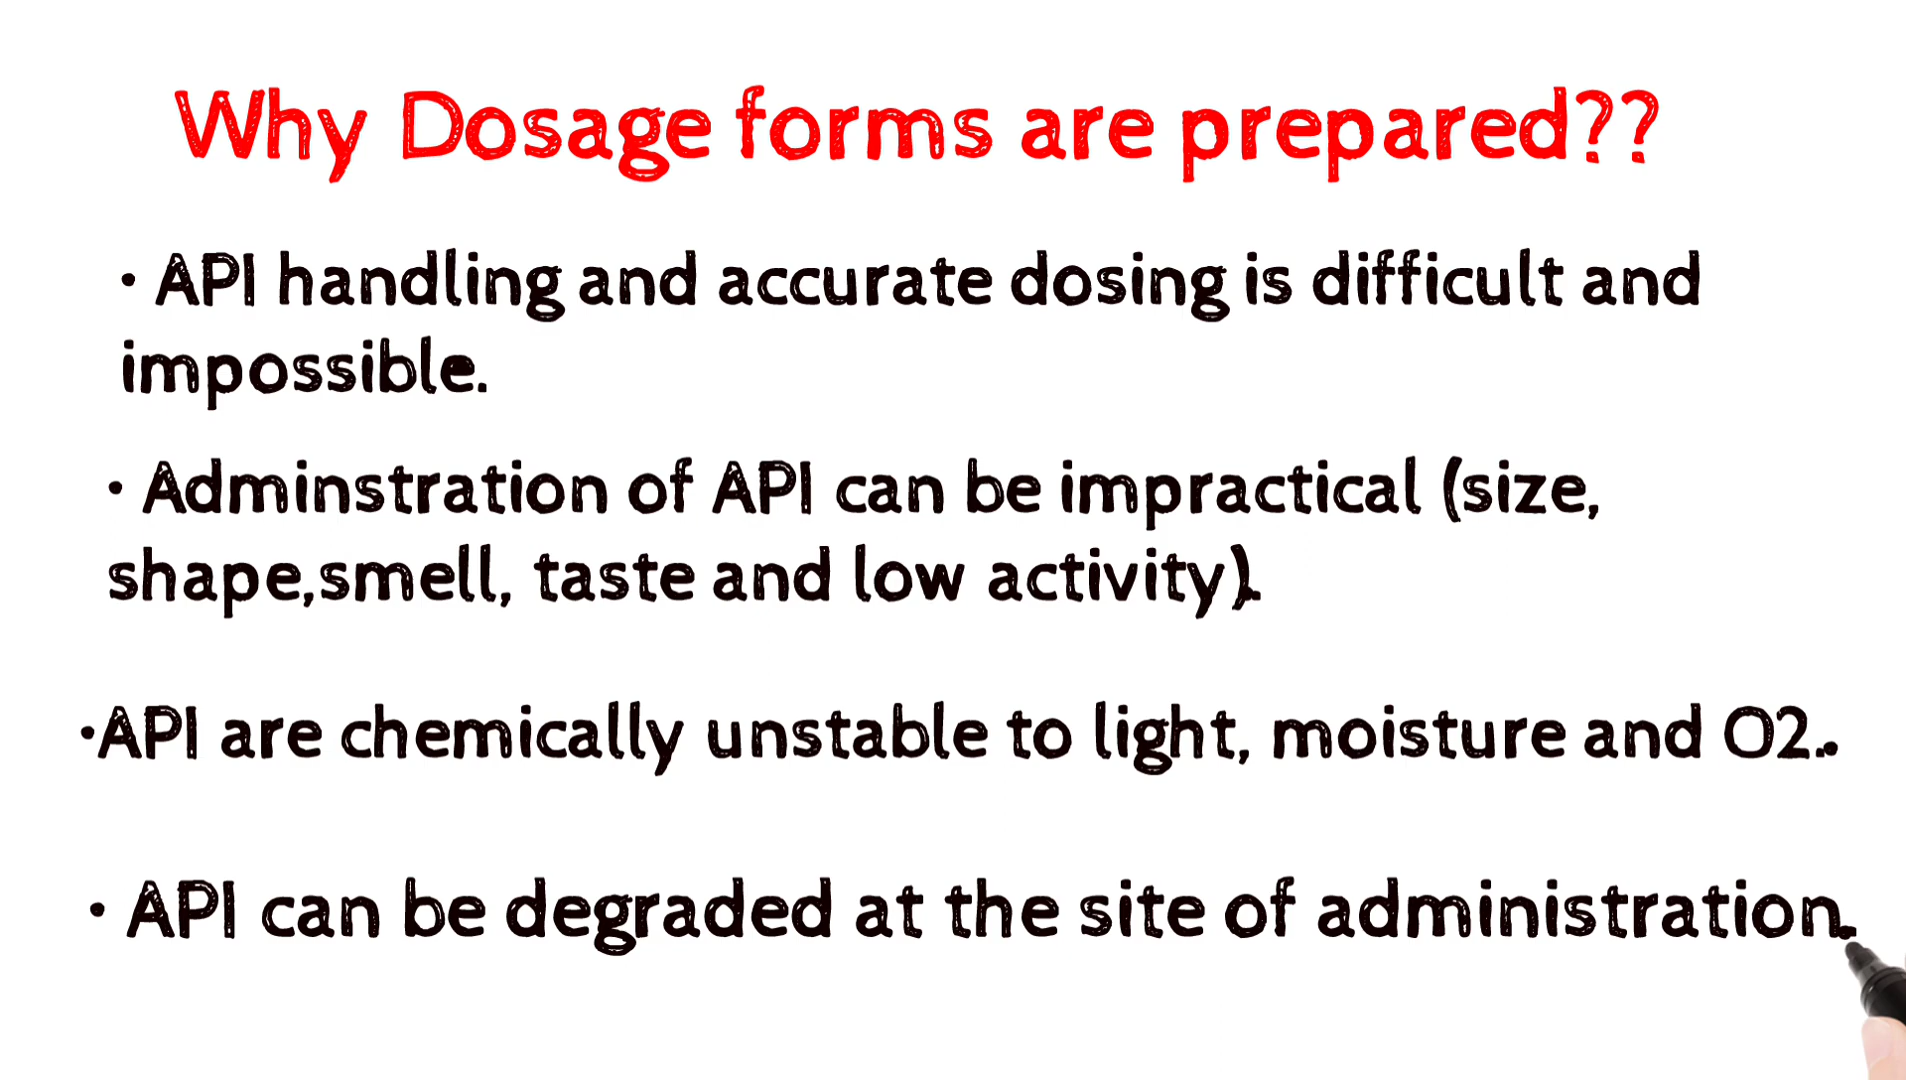 Why Dosage forms are prepared??
• API handling and accurate dosing is difficult and
impossible.
• Adminstration of API can be impractical (size,
shape,smell, taste and low activity).
•API are chemically unstable to light, moisture and O2..
• API can be degraded at the site of administration.